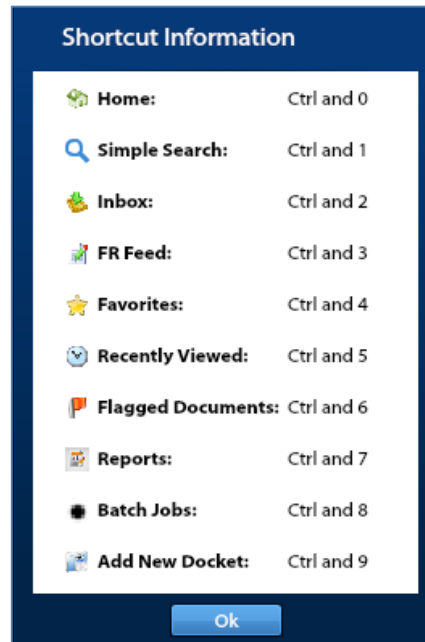 Shortcut Information
Home: Ctrl and 0
Simple Search: Ctrl and 1
Inbox: Ctrl and 2
FR Feed: Ctrl and 3
Favorites: Ctrl and 4
Recently Viewed: Ctrl and 5
Flagged Documents: Ctrl and 6
Reports: Ctrl and 7
Batch Jobs: Ctrl and 8
Add New Docket: Ctrl and 9
Ok